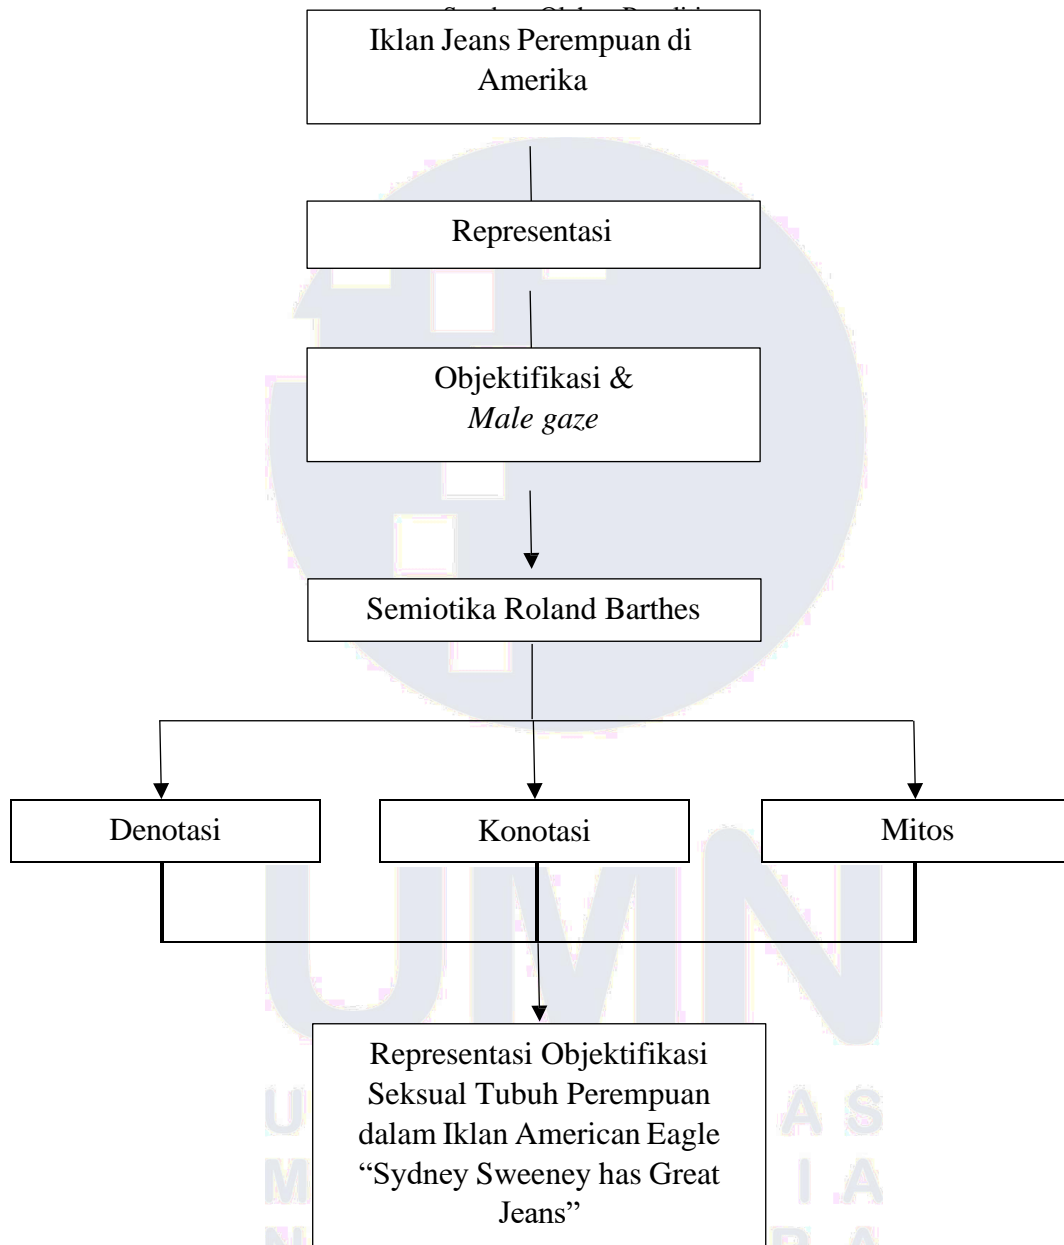 Iklan Jeans Perempuan di
Amerika
Representasi
Objektifikasi &
Male gaze
Semiotika Roland Barthes
Denotasi
Konotasi
Mitos
UMN
Representasi Objektifikasi
Seksual Tubuh Perempuan
dalam Iklan American Eagle
“Sydney Sweeney has Great
Jeans”